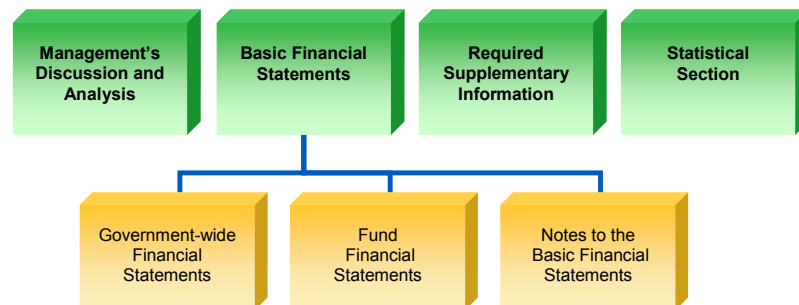 Management's
Discussion and
Analysis
Basic Financial
Statements
Required
Supplementary
Information
Statistical
Section
Government-wide
Financial
Statements
Fund
Financial
Statements
Notes to the
Basic Financial
Statements